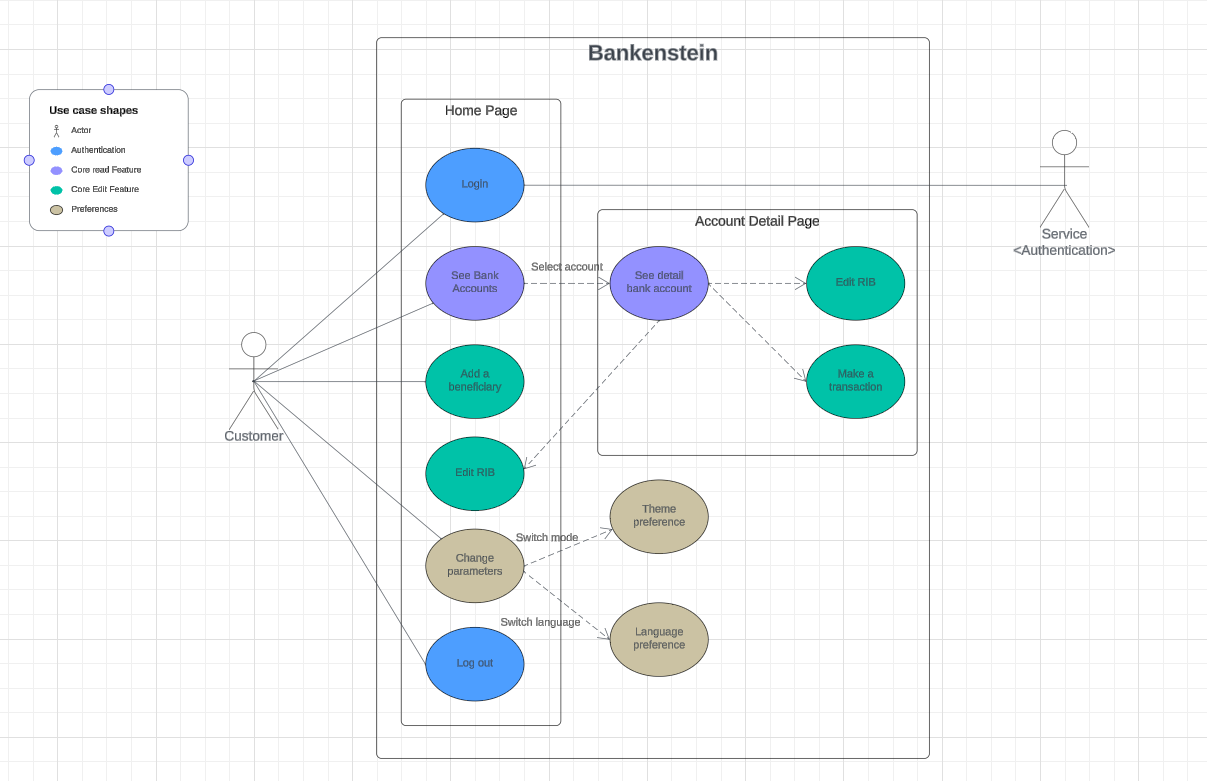 Bankenstein
Use case shapes
Actor
Authentication
Core read Feature
Core Edit Feature
Preferences
Home Page
Login
See Bank
Accounts
Select account
Add a
beneficiary
Edit RIB
Change
parameters
Switch mode
Switch language
Log out
Account Detail Page
See detail
bank account
Edit RIB
Make a
transaction
Theme
preference
Language
preference
Customer
Service
<Authentication>